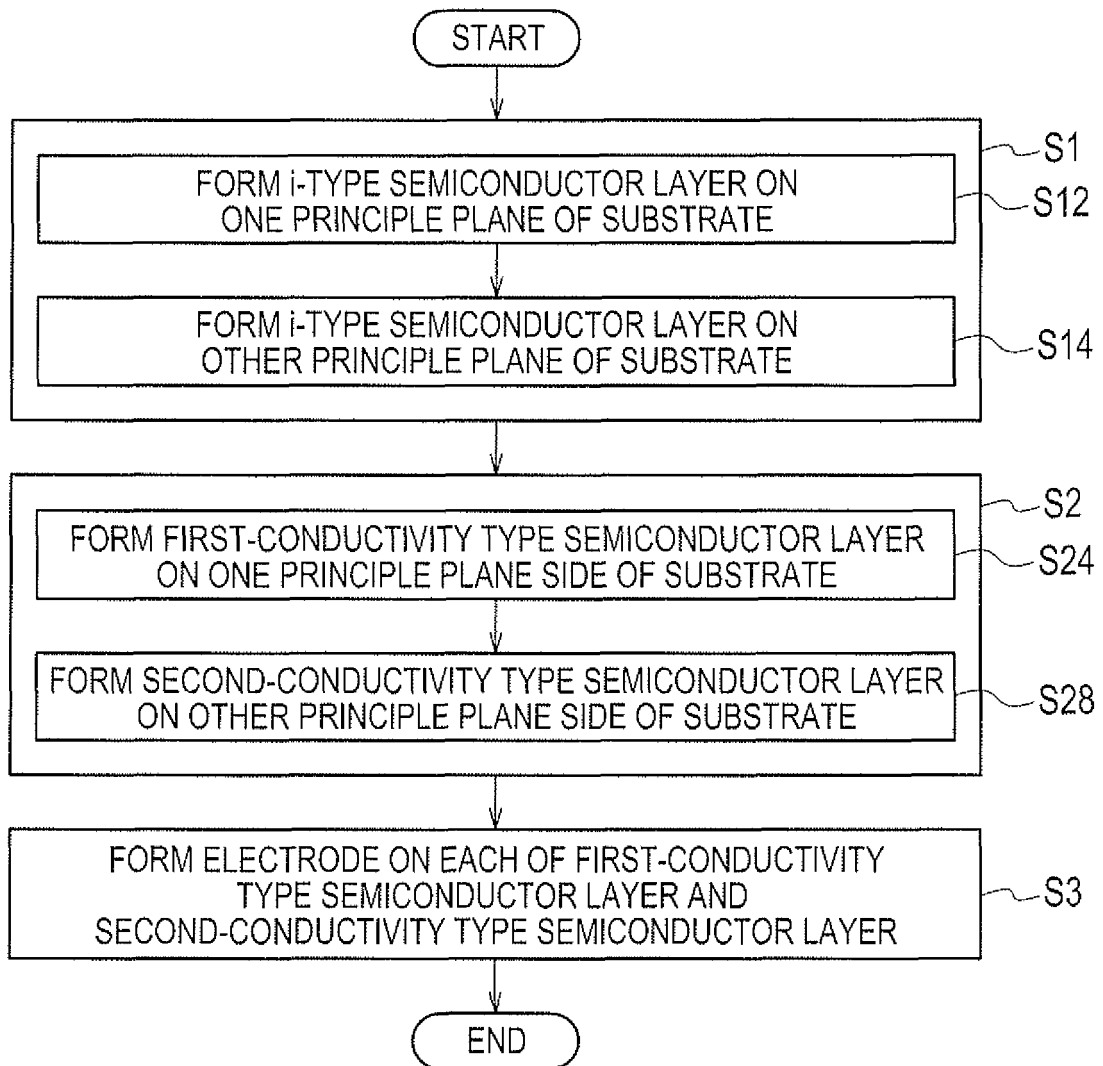 START
S1
FORM i-TYPE SEMICONDUCTOR LAYER ON
ONE PRINCIPLE PLANE OF SUBSTRATE
S12
FORM i-TYPE SEMICONDUCTOR LAYER ON
OTHER PRINCIPLE PLANE OF SUBSTRATE
S14
S2
FORM FIRST-CONDUCTIVITY TYPE SEMICONDUCTOR LAYER
ON ONE PRINCIPLE PLANE SIDE OF SUBSTRATE
S24
FORM SECOND-CONDUCTIVITY TYPE SEMICONDUCTOR LAYER
ON OTHER PRINCIPLE PLANE SIDE OF SUBSTRATE
S28
FORM ELECTRODE ON EACH OF FIRST-CONDUCTIVITY
TYPE SEMICONDUCTOR LAYER AND
SECOND-CONDUCTIVITY TYPE SEMICONDUCTOR LAYER
S3
END